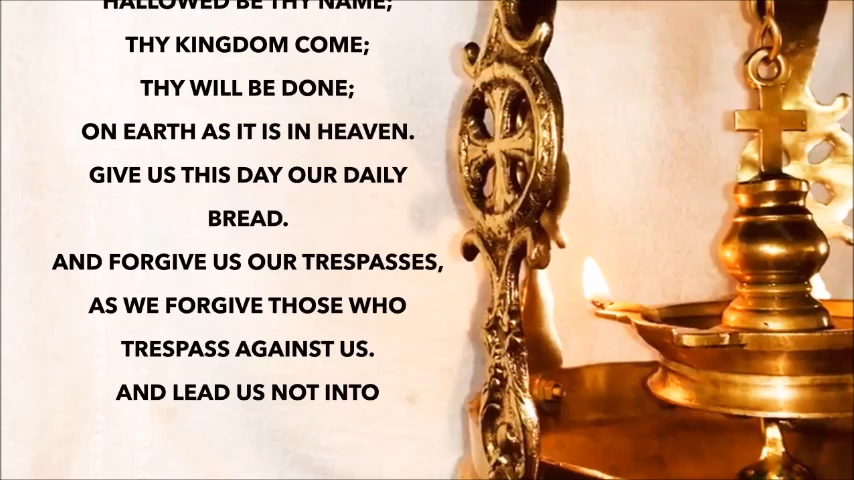 HALLOWED BE THY NAME;
THY KINGDOM COME;
THY WILL BE DONE;
ON EARTH AS IT IS IN HEAVEN.
GIVE US THIS DAY OUR DAILY
BREAD.
AND FORGIVE US OUR TRESPASSES,
AS WE FORGIVE THOSE WHO
TRESPASS AGAINST US.
AND LEAD US NOT INTO